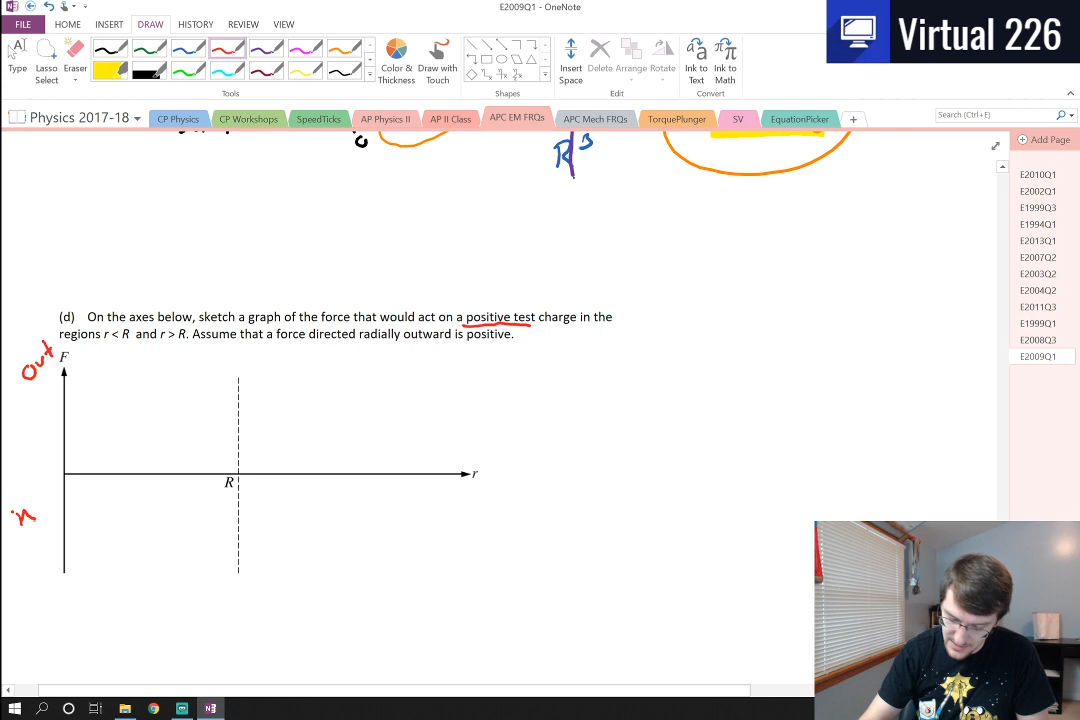 E2009Q1 - OneNote
FILE HOME INSERT DRAW HISTORY REVIEW VIEW
Virtual 226
Type
Lasso Select
Eraser
Color & Thickness
Draw with Touch
Insert Space
Delete
Arrange
Rotate
Ink to Text
Ink to Math
Tools
Shapes
Edit
Convert
Physics 2017-18
CP Physics
CP Workshops
SpeedTicks
AP Physics II
AP II Class
APC EM FRQs
APC Mech FRQs
TorquePlunger
SV
EquationPicker
Search (Ctrl+E)
Add Page
E2010Q1
E2002Q1
E1999Q3
E1994Q1
E2013Q1
E2007Q2
E2003Q2
E2004Q2
E2011Q3
E1999Q1
E2008Q3
E2009Q1
R 3
(d) On the axes below, sketch a graph of the force that would act on a positive test charge in the
regions r < R and r > R. Assume that a force directed radially outward is positive.
Out
F
R
r
in